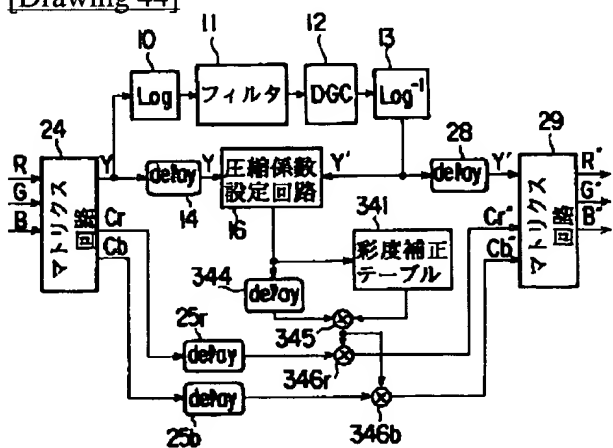 [Drawing 44]
10
11
12
13
Log
フィルタ
DGC
Log⁻¹
24
28
29
R
G
B
マトリクス回路
Y
delay
14
Y
圧縮係数
設定回路
16
Y'
delay
Y'
マトリクス回路
R"
G"
B"
Cr
Cb
341
彩度補正
テーブル
Cr"
Cb"
344
delay
345
25r
delay
346r
delay
25b
346b